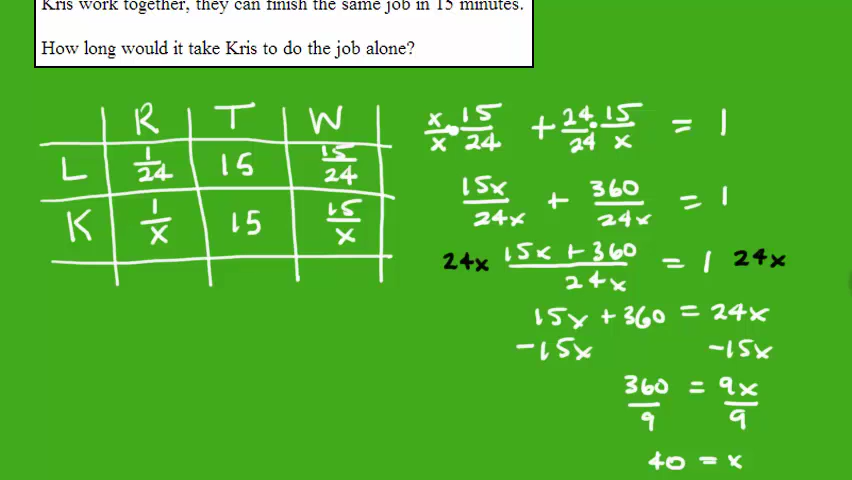 Kris work together, they can finish the same job in 15 minutes.
How long would it take Kris to do the job alone?
R T W
L 1/24 15 15/24
K 1/x 15 15/x
x/x · 15/24 + 24/24 · 15/x = 1
15x/24x + 360/24x = 1
24x 15x + 360/24x = 1 24x
15x + 360 = 24x
-15x -15x
360/9 = 9x/9
40 = x